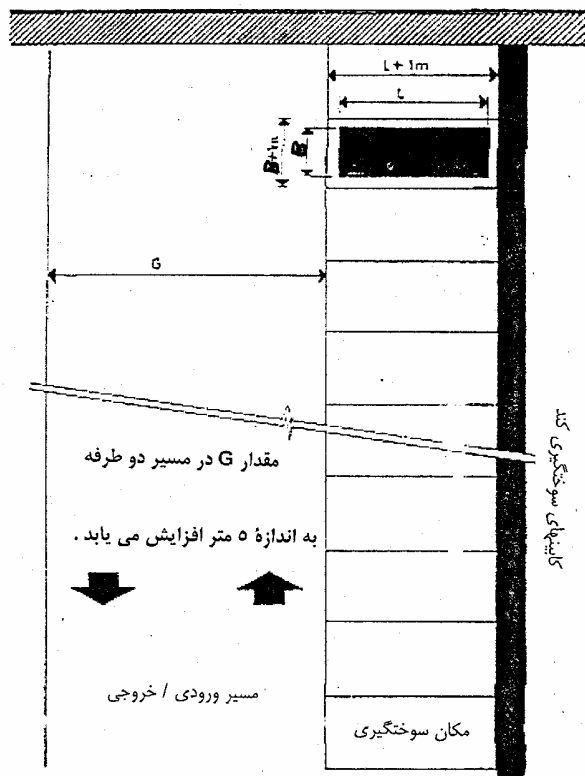 L + 1m
L
B+1m
B
G
مقدار G در مسیر دو طرفه
به اندازهٔ ۵ متر افزایش می یابد .
کابینهای سوختگیری کند
مسیر ورودی / خروجی
مکان سوختگیری